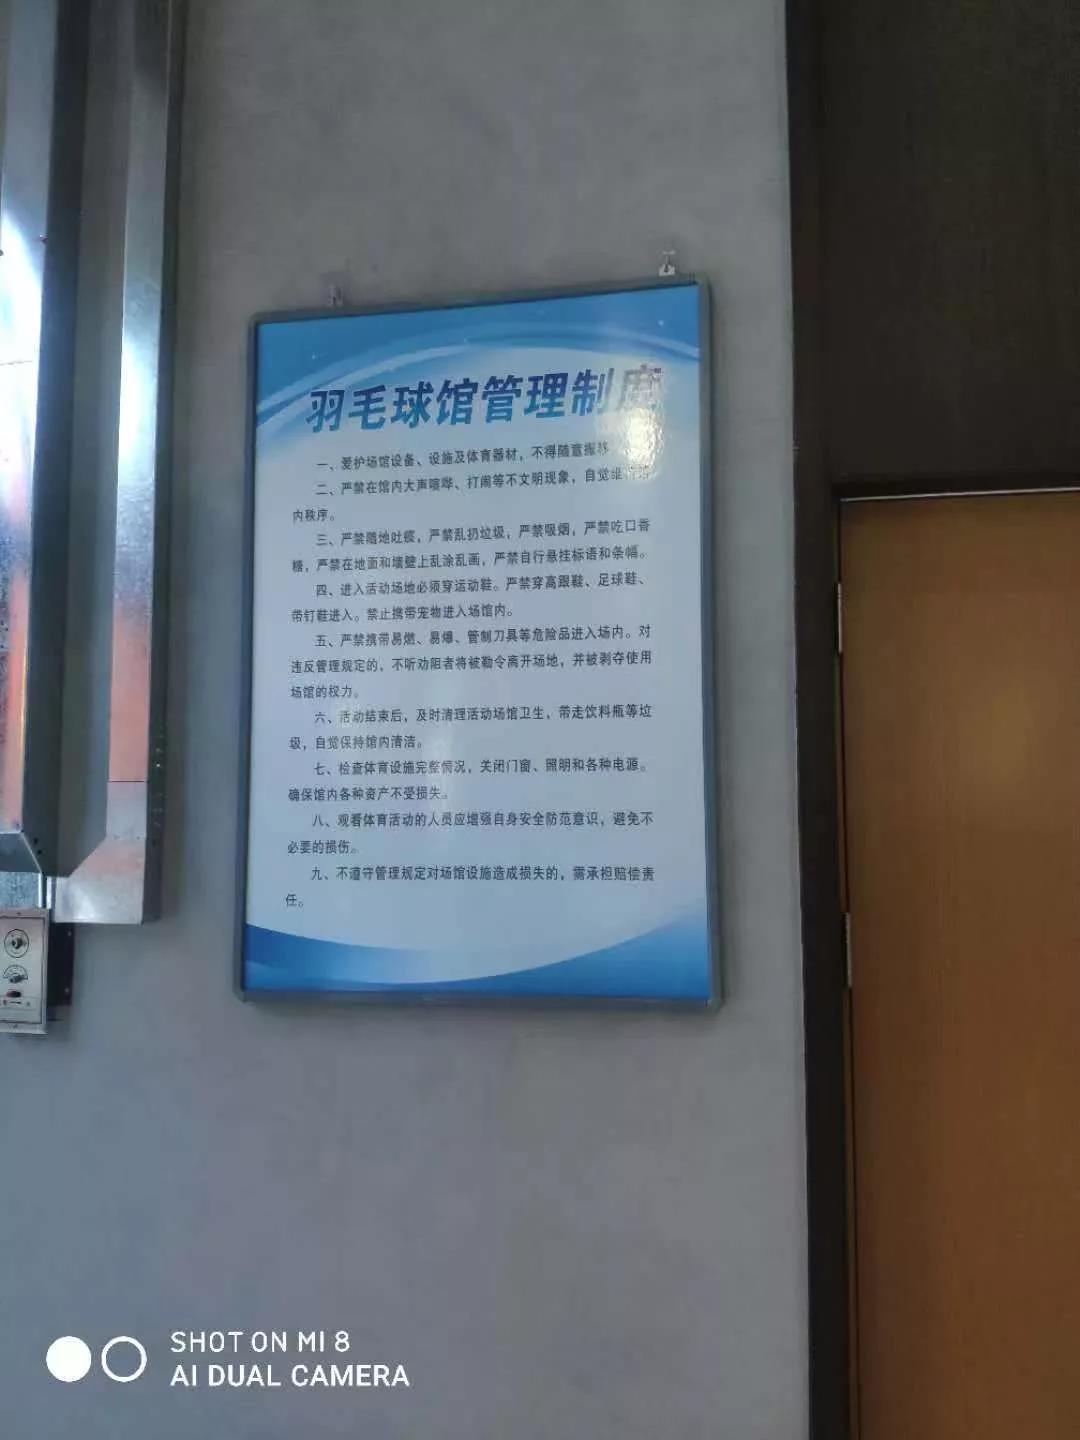 羽毛球馆管理制度
一、爱护场馆设备、设施及体育器材，不得随意搬移
二、严禁在馆内大声喧哗、打闹等不文明现象，自觉维
内秩序。
三、严禁随地吐痰，严禁乱扔垃圾，严禁吸烟，严禁吃口香
糖，严禁在地面和墙壁上乱涂乱画，严禁自行悬挂标语和条幅。
四、进入活动场地必须穿运动鞋。严禁穿高跟鞋、足球鞋、
带钉鞋进入。禁止携带宠物进入场馆内。
五、严禁携带易燃、易爆、管制刀具等危险品进入场内。对
违反管理规定的，不听劝阻者将被勒令离开场地，并被剥夺使用
场馆的权力。
六、活动结束后，及时清理活动场馆卫生，带走饮料瓶等垃
圾，自觉保持馆内清洁。
七、检查体育设施完整情况，关闭门窗、照明和各种电源。
确保馆内各种资产不受损失。
八、观看体育活动的人员应增强自身安全防范意识，避免不
必要的损伤。
九、不遵守管理规定对场馆设施造成损失的，需承担赔偿责
任。
SHOT ON MI 8
AI DUAL CAMERA